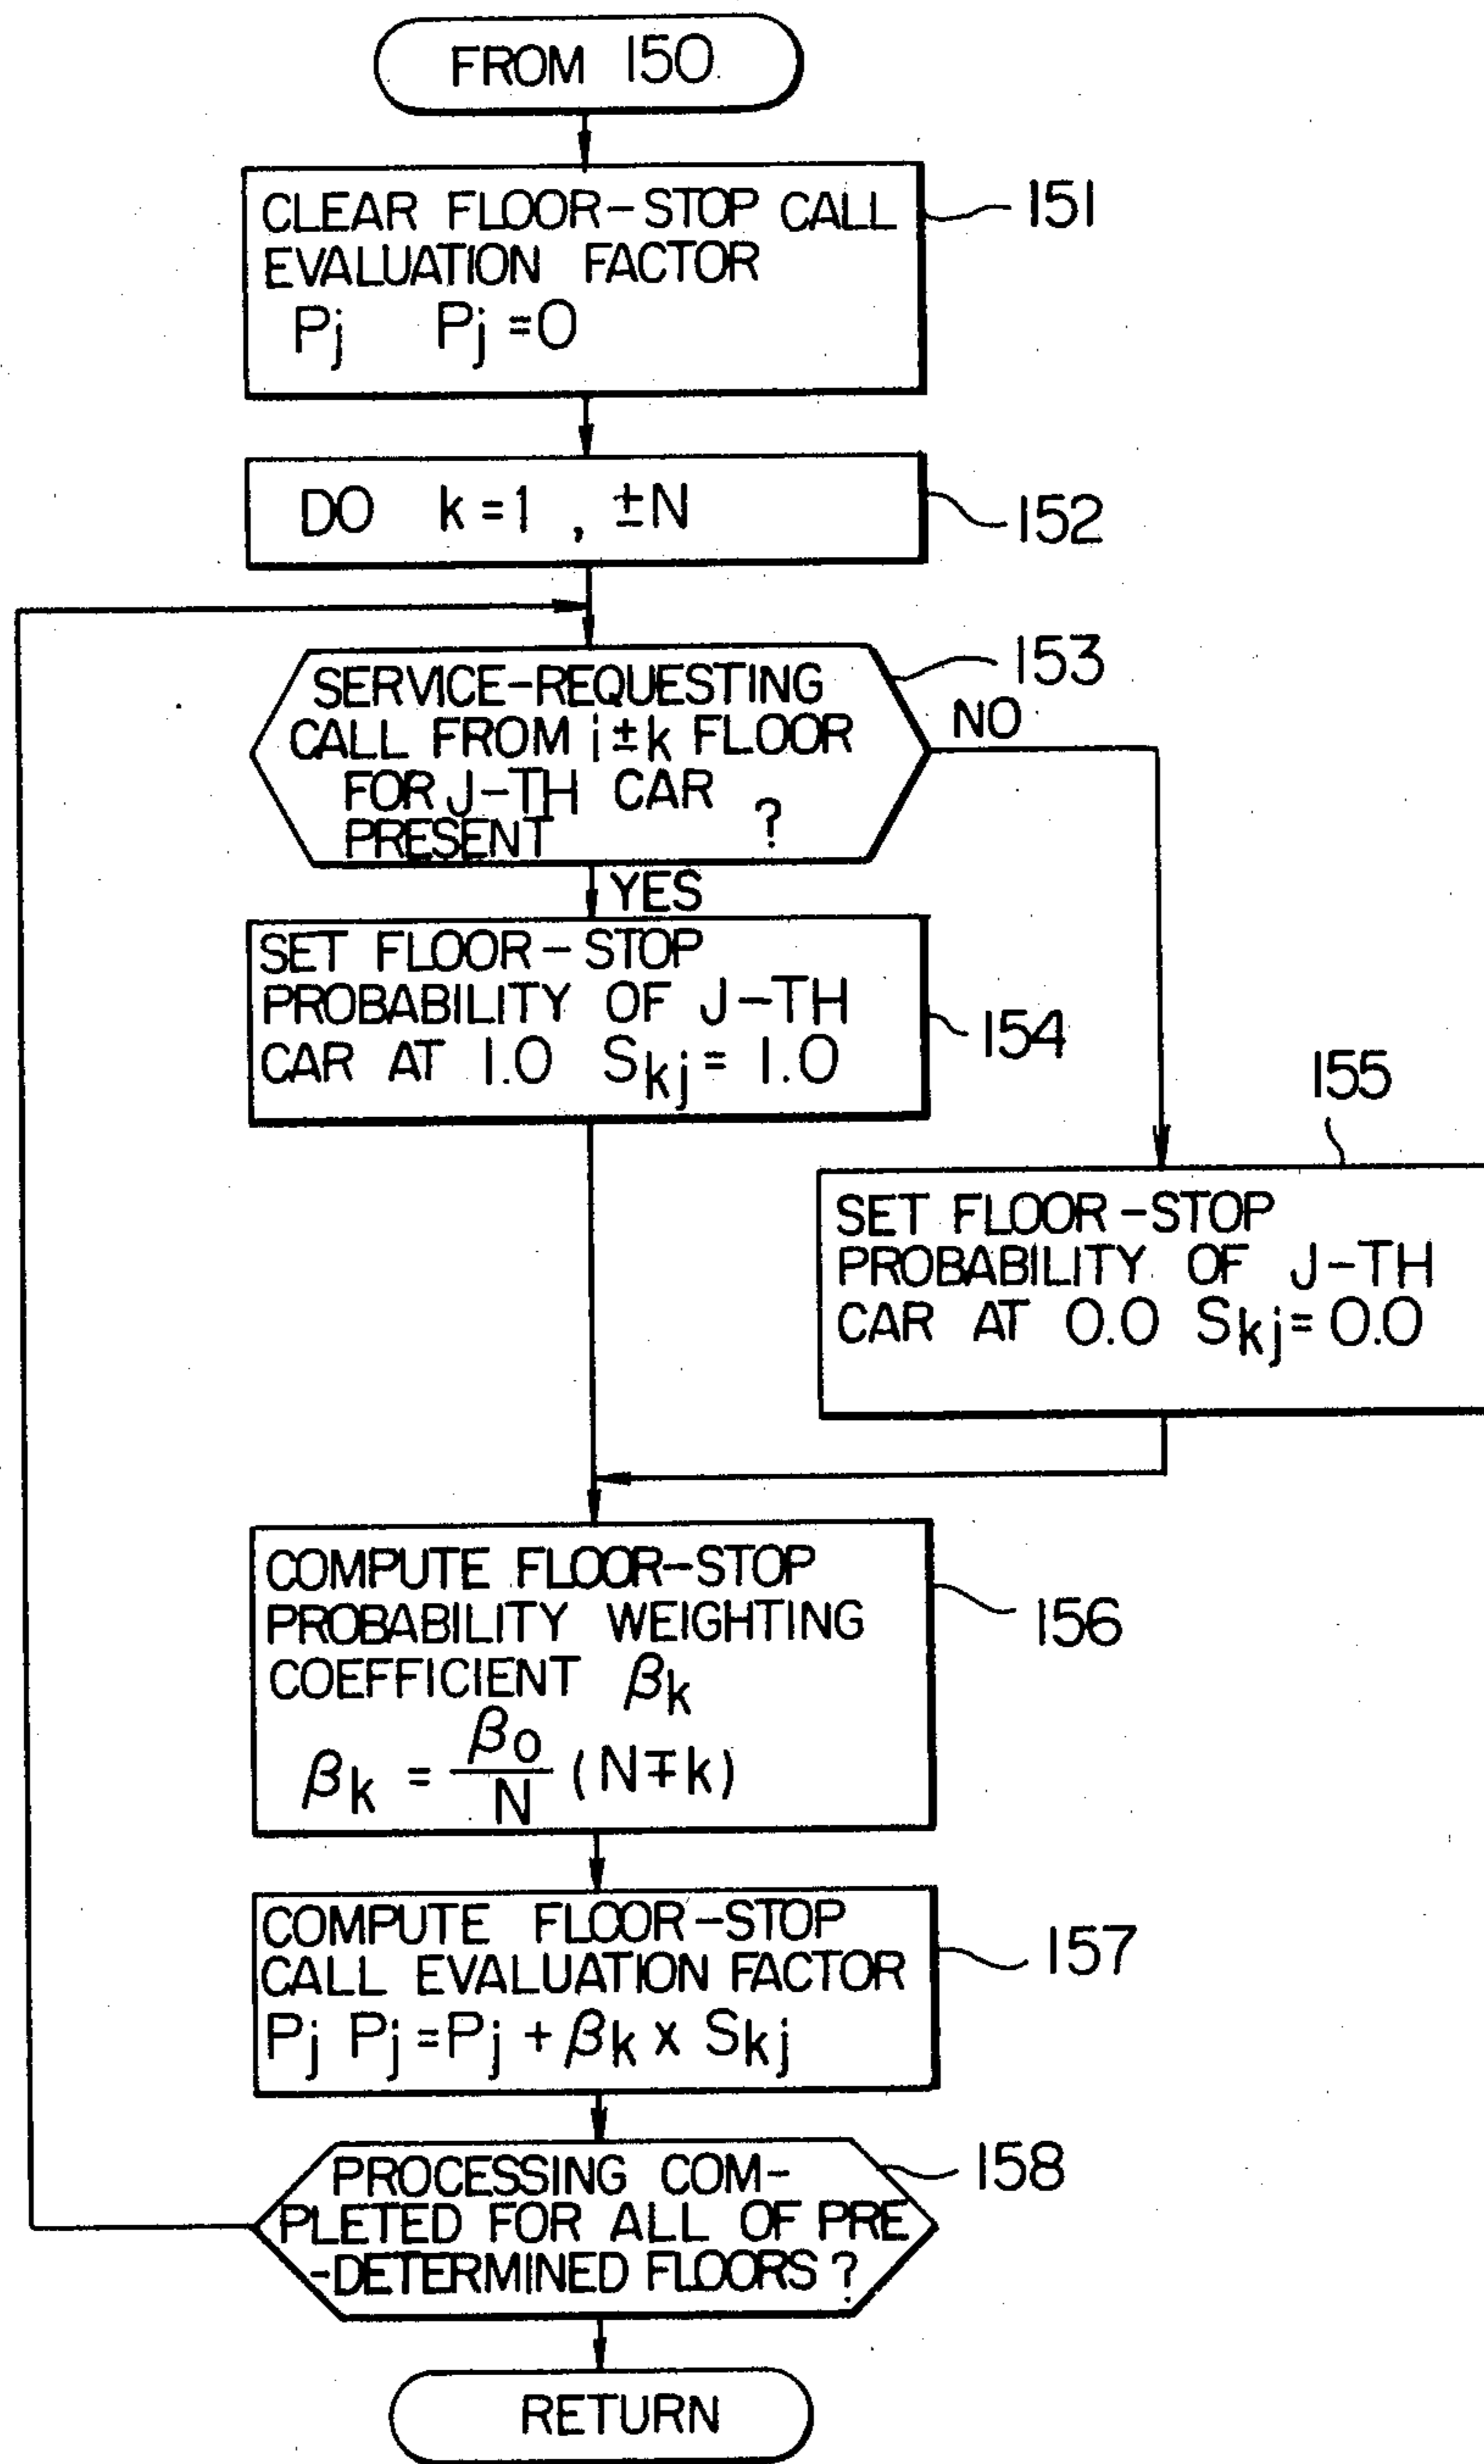 FROM 150
CLEAR FLOOR-STOP CALL
EVALUATION FACTOR
Pj Pj=0
151
DO k=1, ±N
152
SERVICE-REQUESTING
CALL FROM i±k FLOOR
FOR J-TH CAR
PRESENT ?
153
NO
YES
SET FLOOR-STOP
PROBABILITY OF J-TH
CAR AT 1.0 Skj=1.0
154
155
SET FLOOR-STOP
PROBABILITY OF J-TH
CAR AT 0.0 Skj=0.0
COMPUTE FLOOR-STOP
PROBABILITY WEIGHTING
COEFFICIENT βk
βk = β0/N (N∓k)
156
COMPUTE FLOOR-STOP
CALL EVALUATION FACTOR
Pj Pj=Pj+βk x Skj
157
PROCESSING COM-
PLETED FOR ALL OF PRE
-DETERMINED FLOORS?
158
RETURN